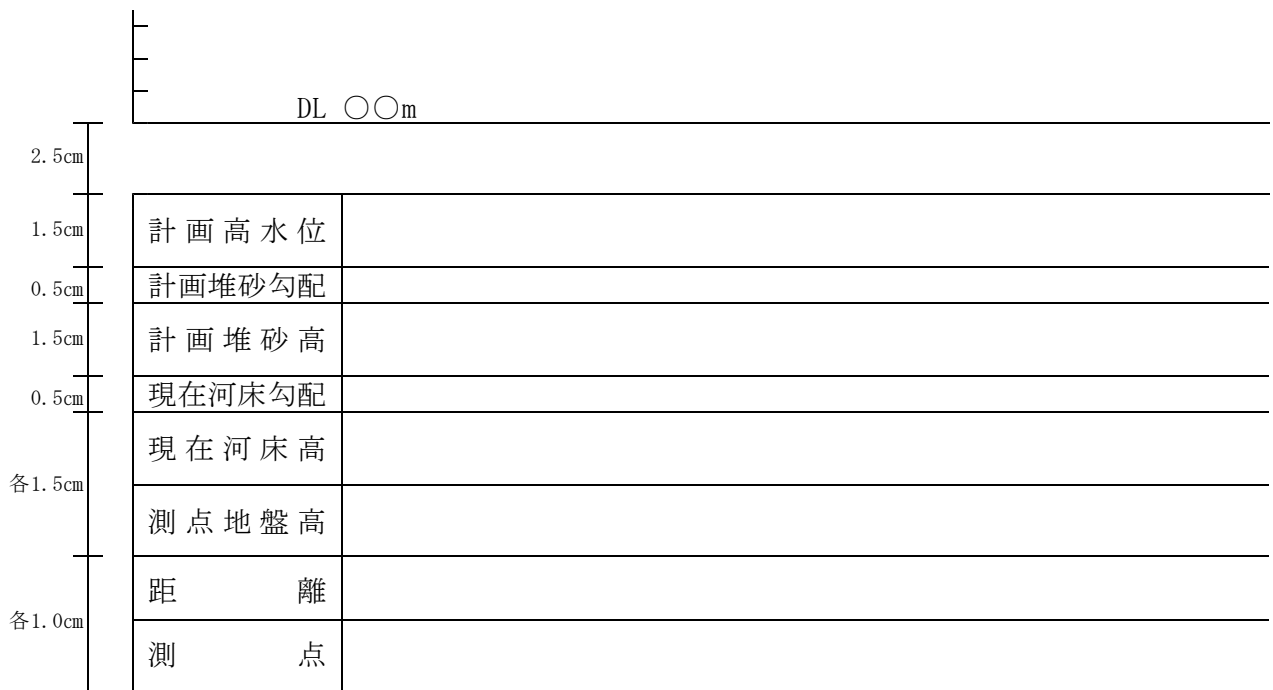 DL ○○m
2.5cm
1.5cm 計画高水位
0.5cm 計画堆砂勾配
1.5cm 計画堆砂高
0.5cm 現在河床勾配
現在河床高
各1.5cm
測点地盤高
距離
各1.0cm
測点